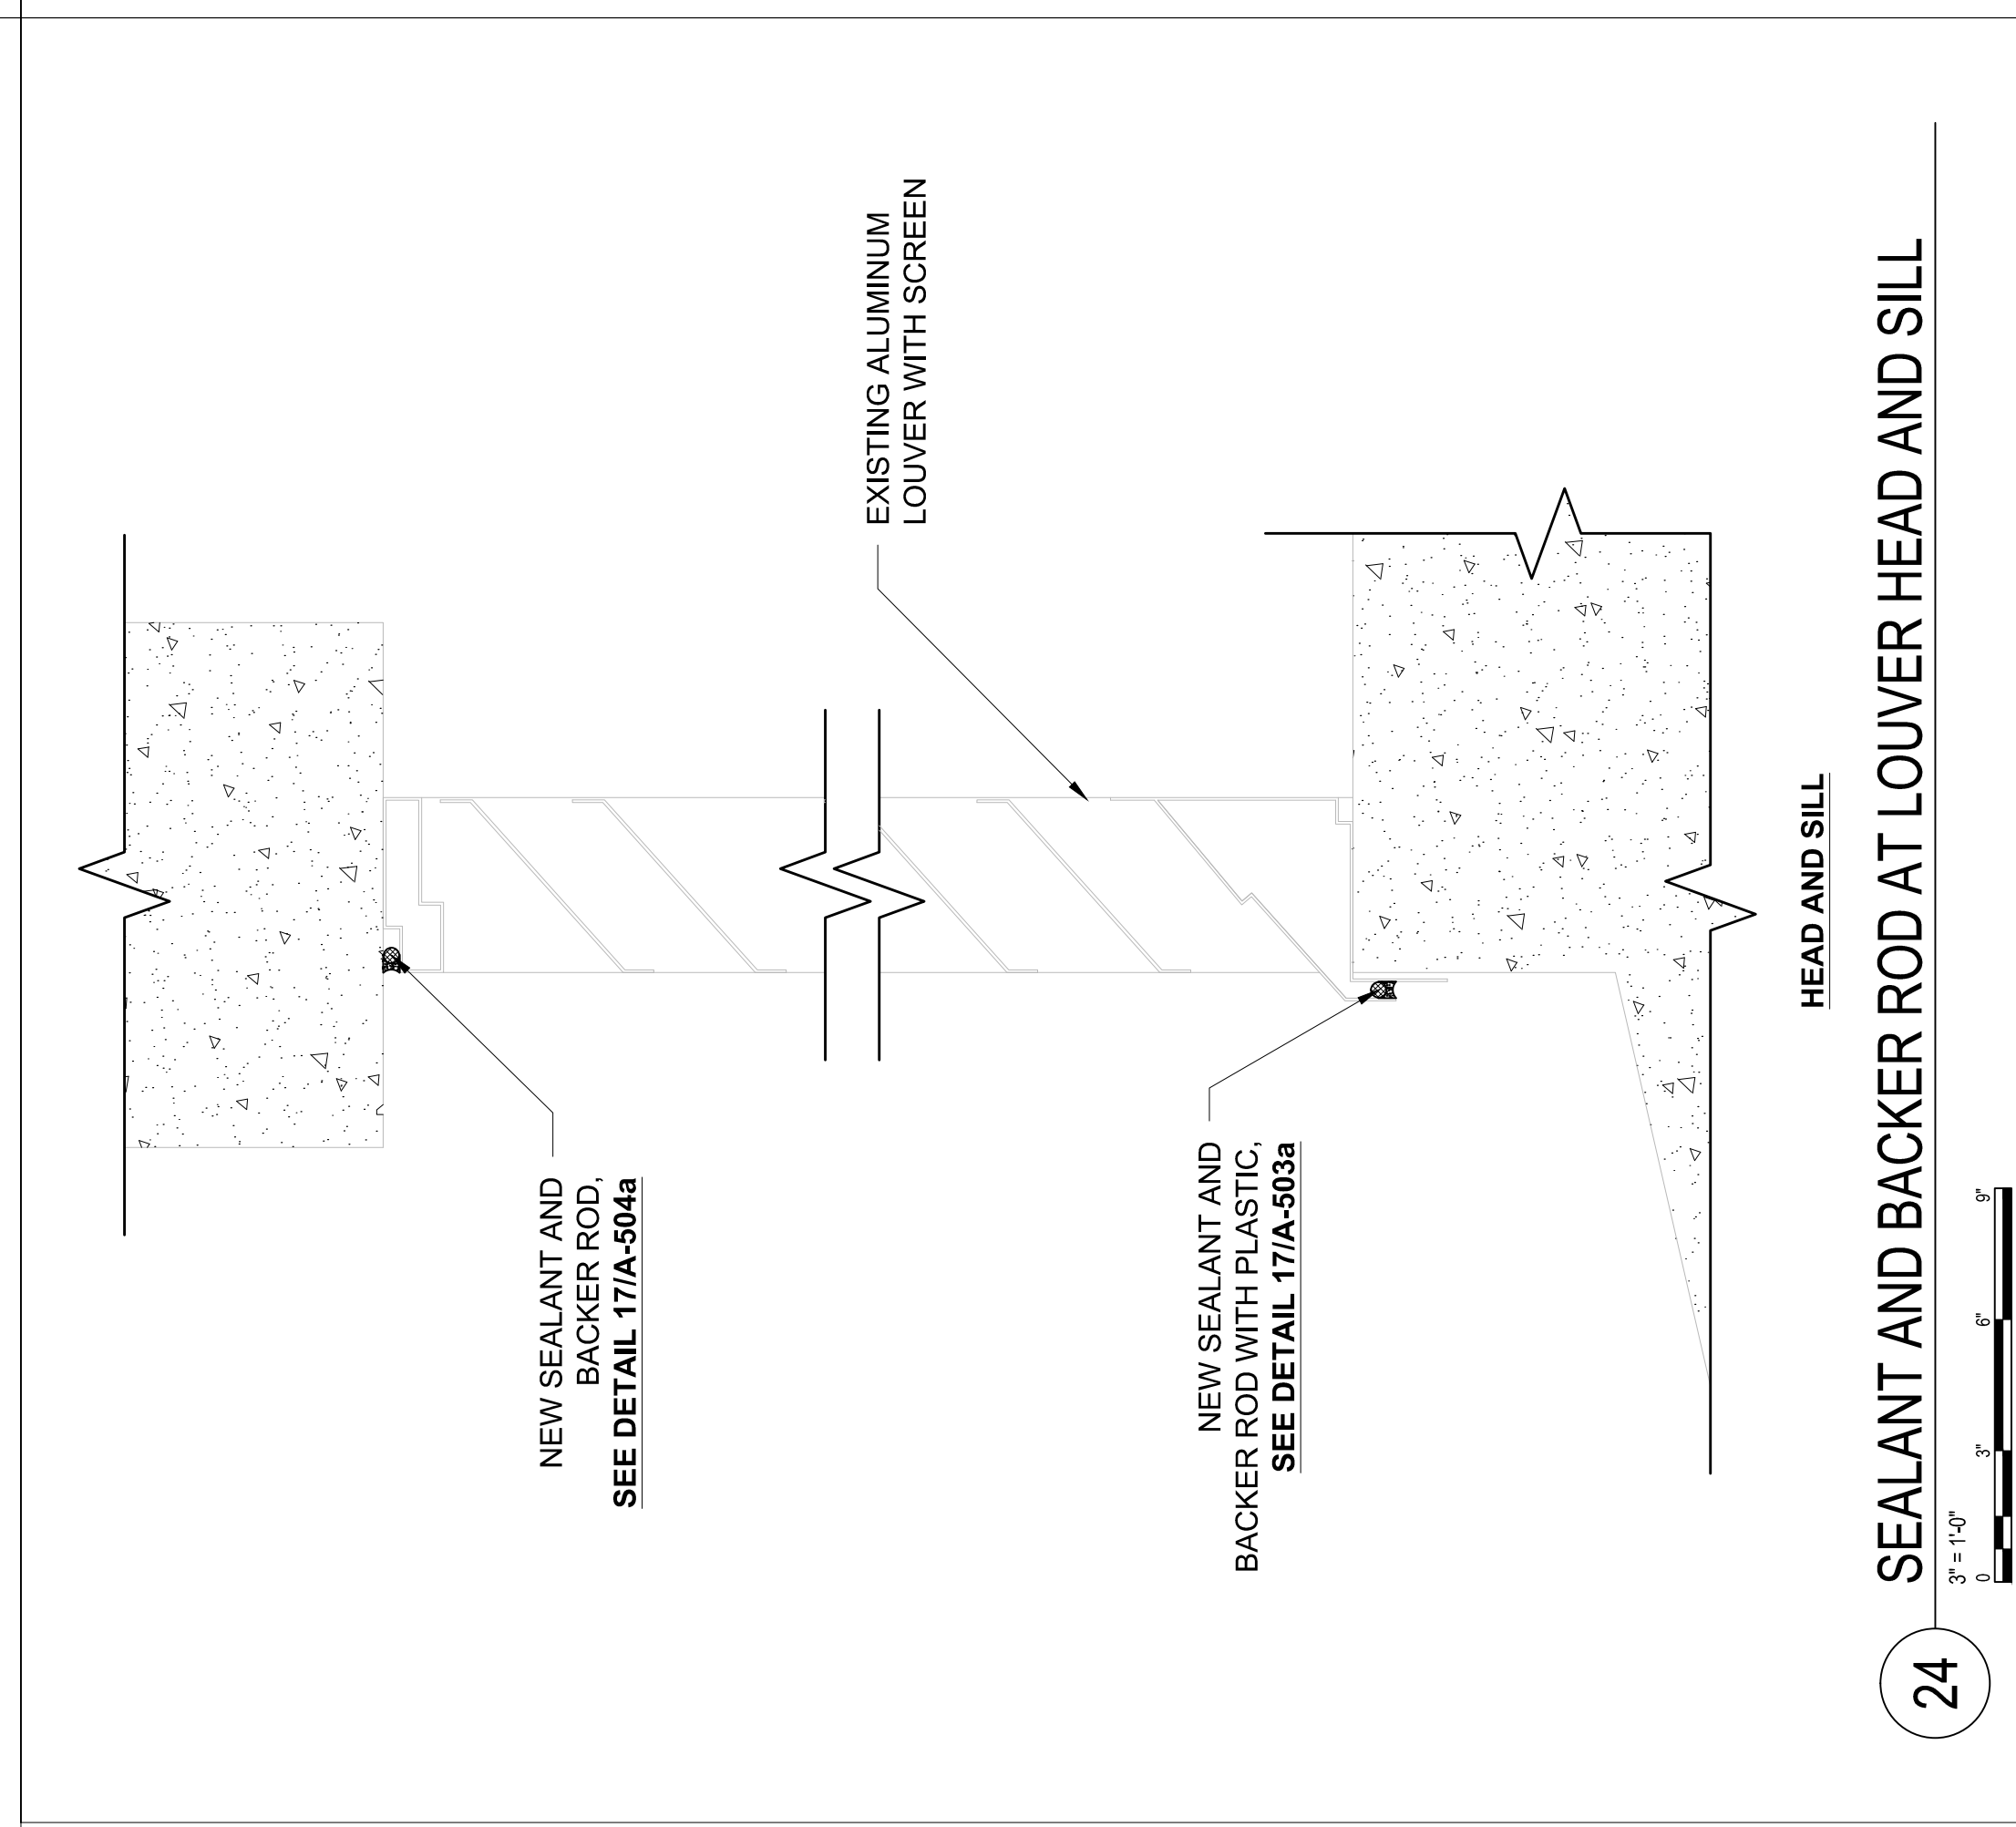 EXISTING ALUMINUM
LOUVER WITH SCREEN
NEW SEALANT AND
BACKER ROD,
SEE DETAIL 17/A-504a
NEW SEALANT AND
BACKER ROD WITH PLASTIC,
SEE DETAIL 17/A-503a
HEAD AND SILL
24
SEALANT AND BACKER ROD AT LOUVER HEAD AND SILL
3" = 1'-0"
0 3" 6" 9"